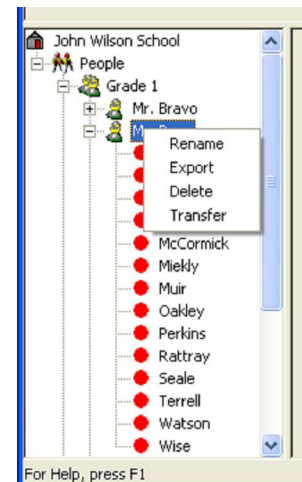 John Wilson School
People
Grade 1
Mr. Bravo
Rename
Export
Delete
Transfer
McCormick
Miekly
Muir
Oakley
Perkins
Rattray
Seale
Terrell
Watson
Wise
For Help, press F1